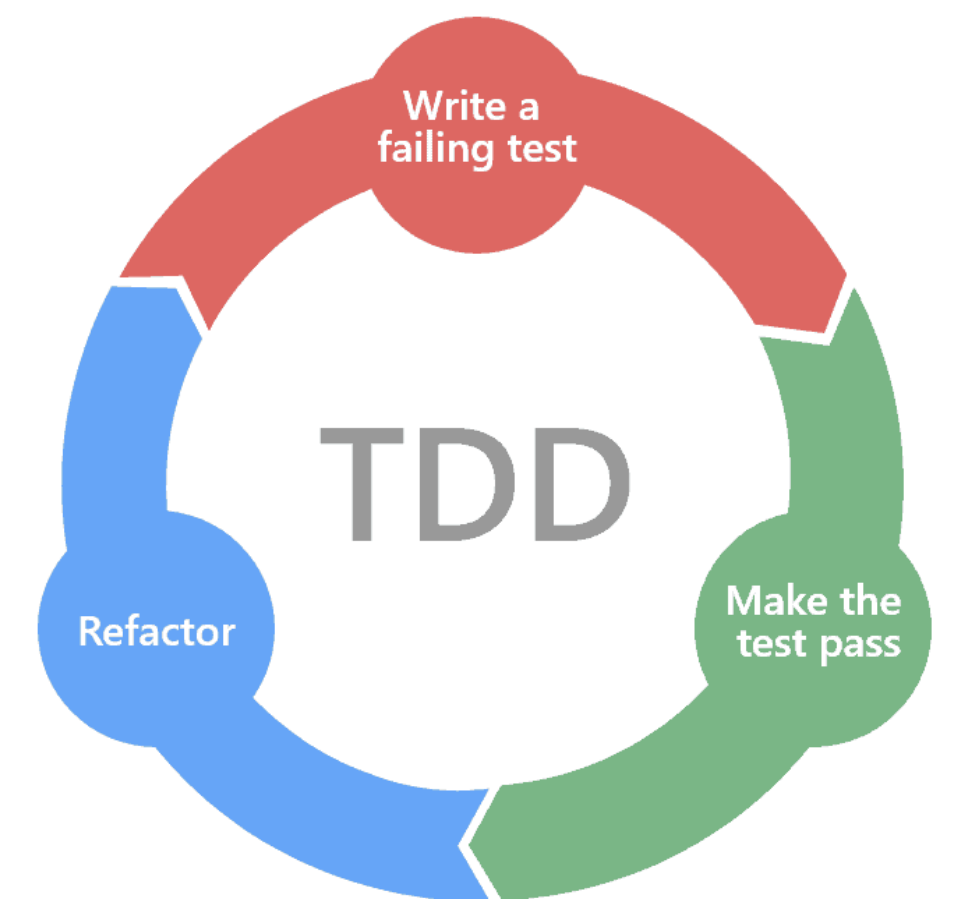 Write a
failing test
TDD
Make the
test pass
Refactor